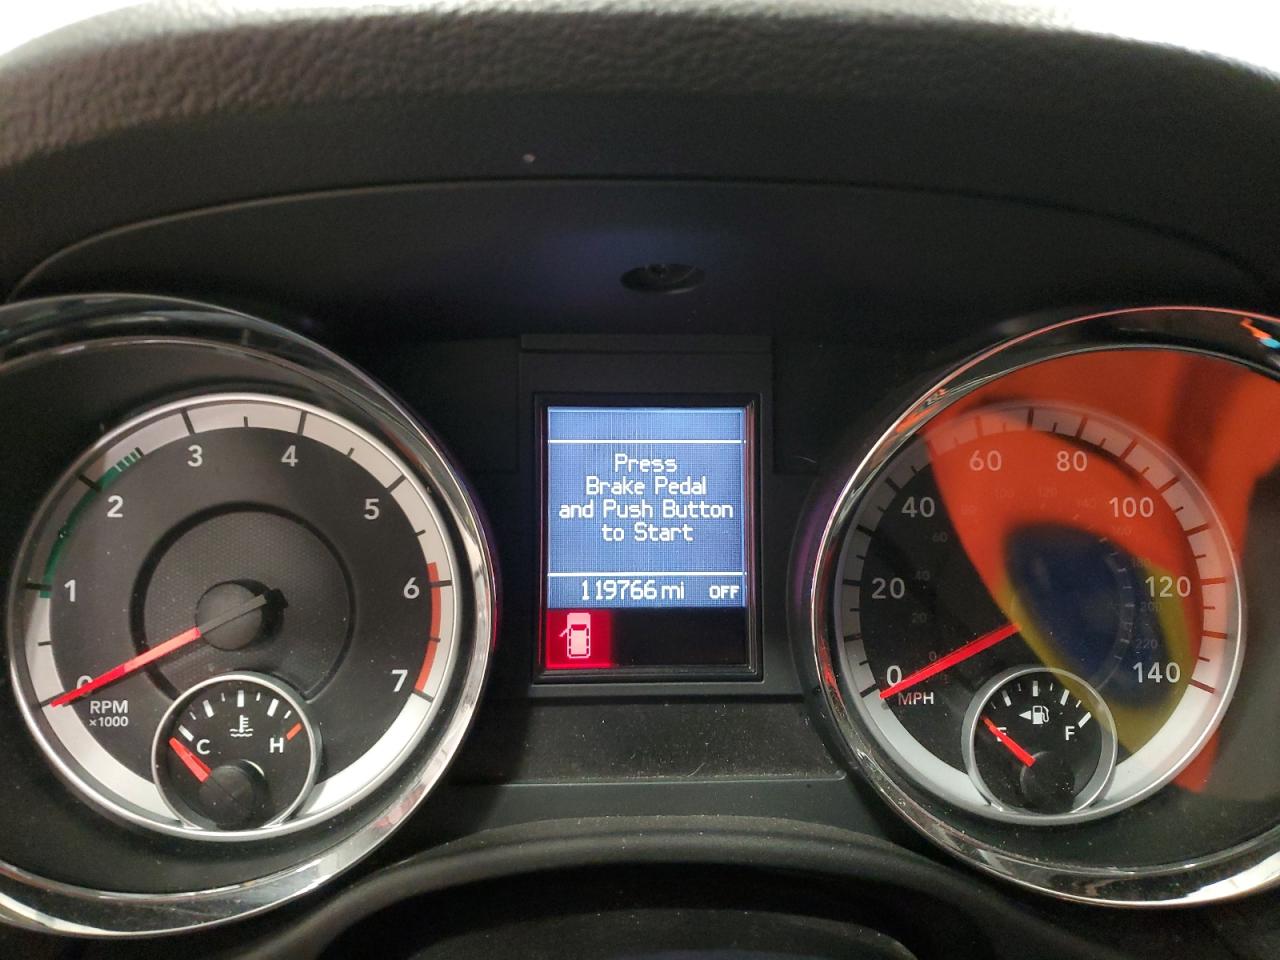 Press
Brake Pedal
and Push Button
to Start
119766 mi OFF
0
1
2
3
4
5
6
7
RPM
x1000
C H
0
20
40
60
80
100
120
140
MPH
E F